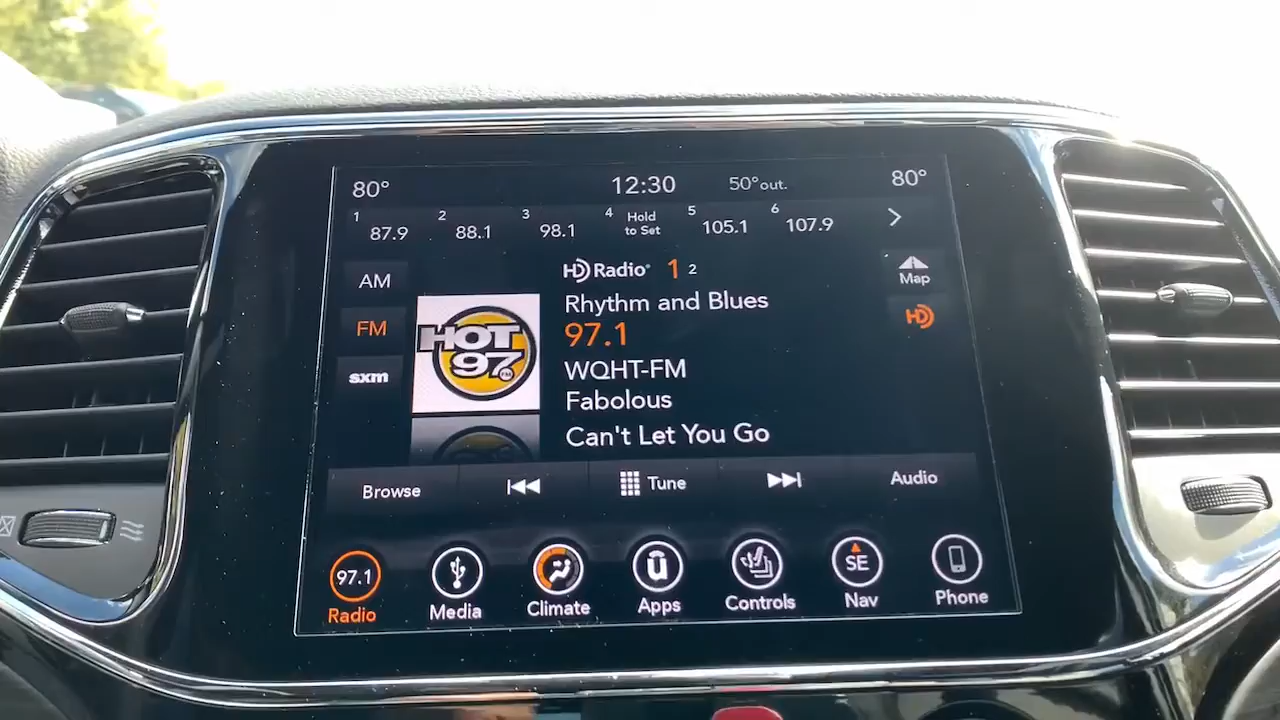 80° 12:30 50°out. 80°
1 87.9 2 88.1 3 98.1 4 Hold to Set 5 105.1 6 107.9
AM
FM
sxm
HOT
97
FM
HD Radio 1 2
Rhythm and Blues
97.1
WQHT-FM
Fabolous
Can't Let You Go
Map
HD
Browse Tune Audio
97.1 SE
Radio Media Climate Apps Controls Nav Phone